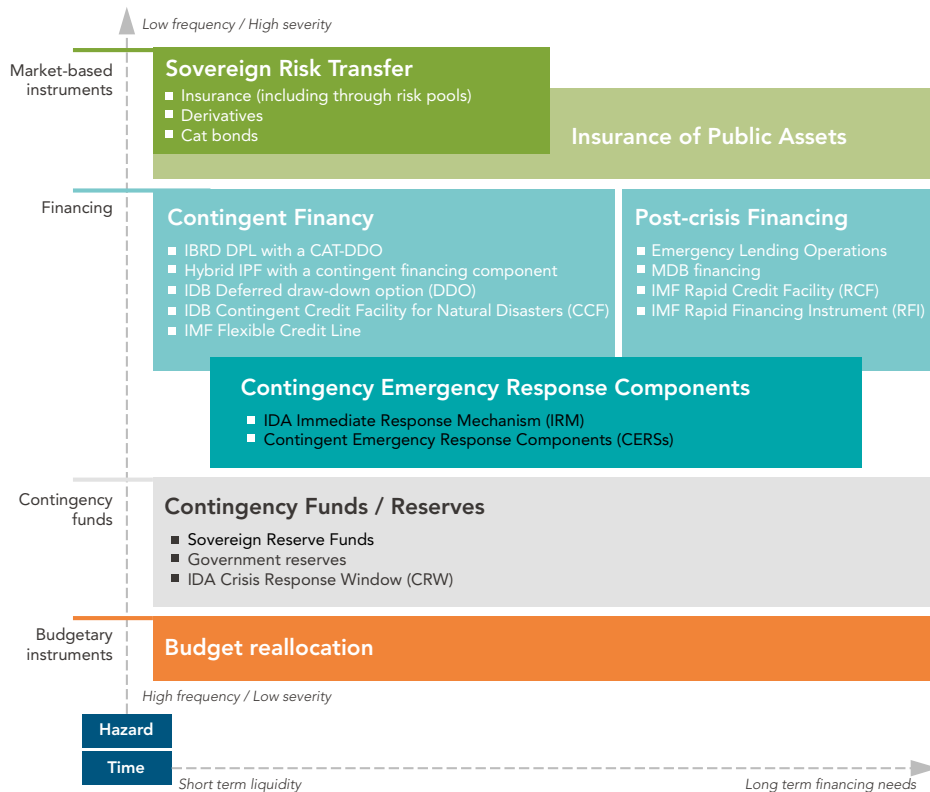 Low frequency / High severity
Market-based
instruments
Sovereign Risk Transfer
Insurance (including through risk pools)
Derivatives
Cat bonds
Insurance of Public Assets
Financing
Contingent Financy
IBRD DPL with a CAT-DDO
Hybrid IPF with a contingent financing component
IDB Deferred draw-down option (DDO)
IDB Contingent Credit Facility for Natural Disasters (CCF)
IMF Flexible Credit Line
Post-crisis Financing
Emergency Lending Operations
MDB financing
IMF Rapid Credit Facility (RCF)
IMF Rapid Financing Instrument (RFI)
Contingency Emergency Response Components
IDA Immediate Response Mechanism (IRM)
Contingent Emergency Response Components (CERSs)
Contingency
funds
Contingency Funds / Reserves
Sovereign Reserve Funds
Government reserves
IDA Crisis Response Window (CRW)
Budgetary
instruments
Budget reallocation
High frequency / Low severity
Hazard
Time
Short term liquidity
Long term financing needs